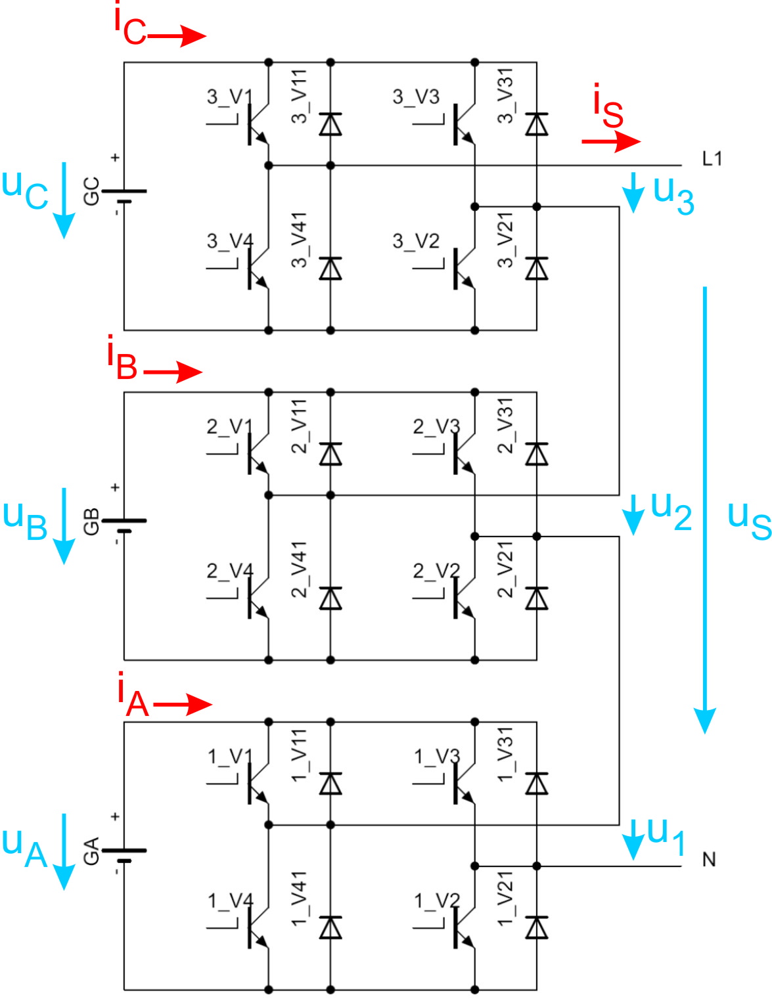 iC
3_V1
3_V11
3_V3
3_V31
iS
L1
+
uC
GC
-
u3
3_V4
3_V41
3_V2
3_V21
iB
2_V1
2_V11
2_V3
2_V31
+
uB
GB
-
u2
uS
2_V4
2_V41
2_V2
2_V21
iA
1_V1
1_V11
1_V3
1_V31
+
uA
GA
-
u1
N
1_V4
1_V41
1_V2
1_V21